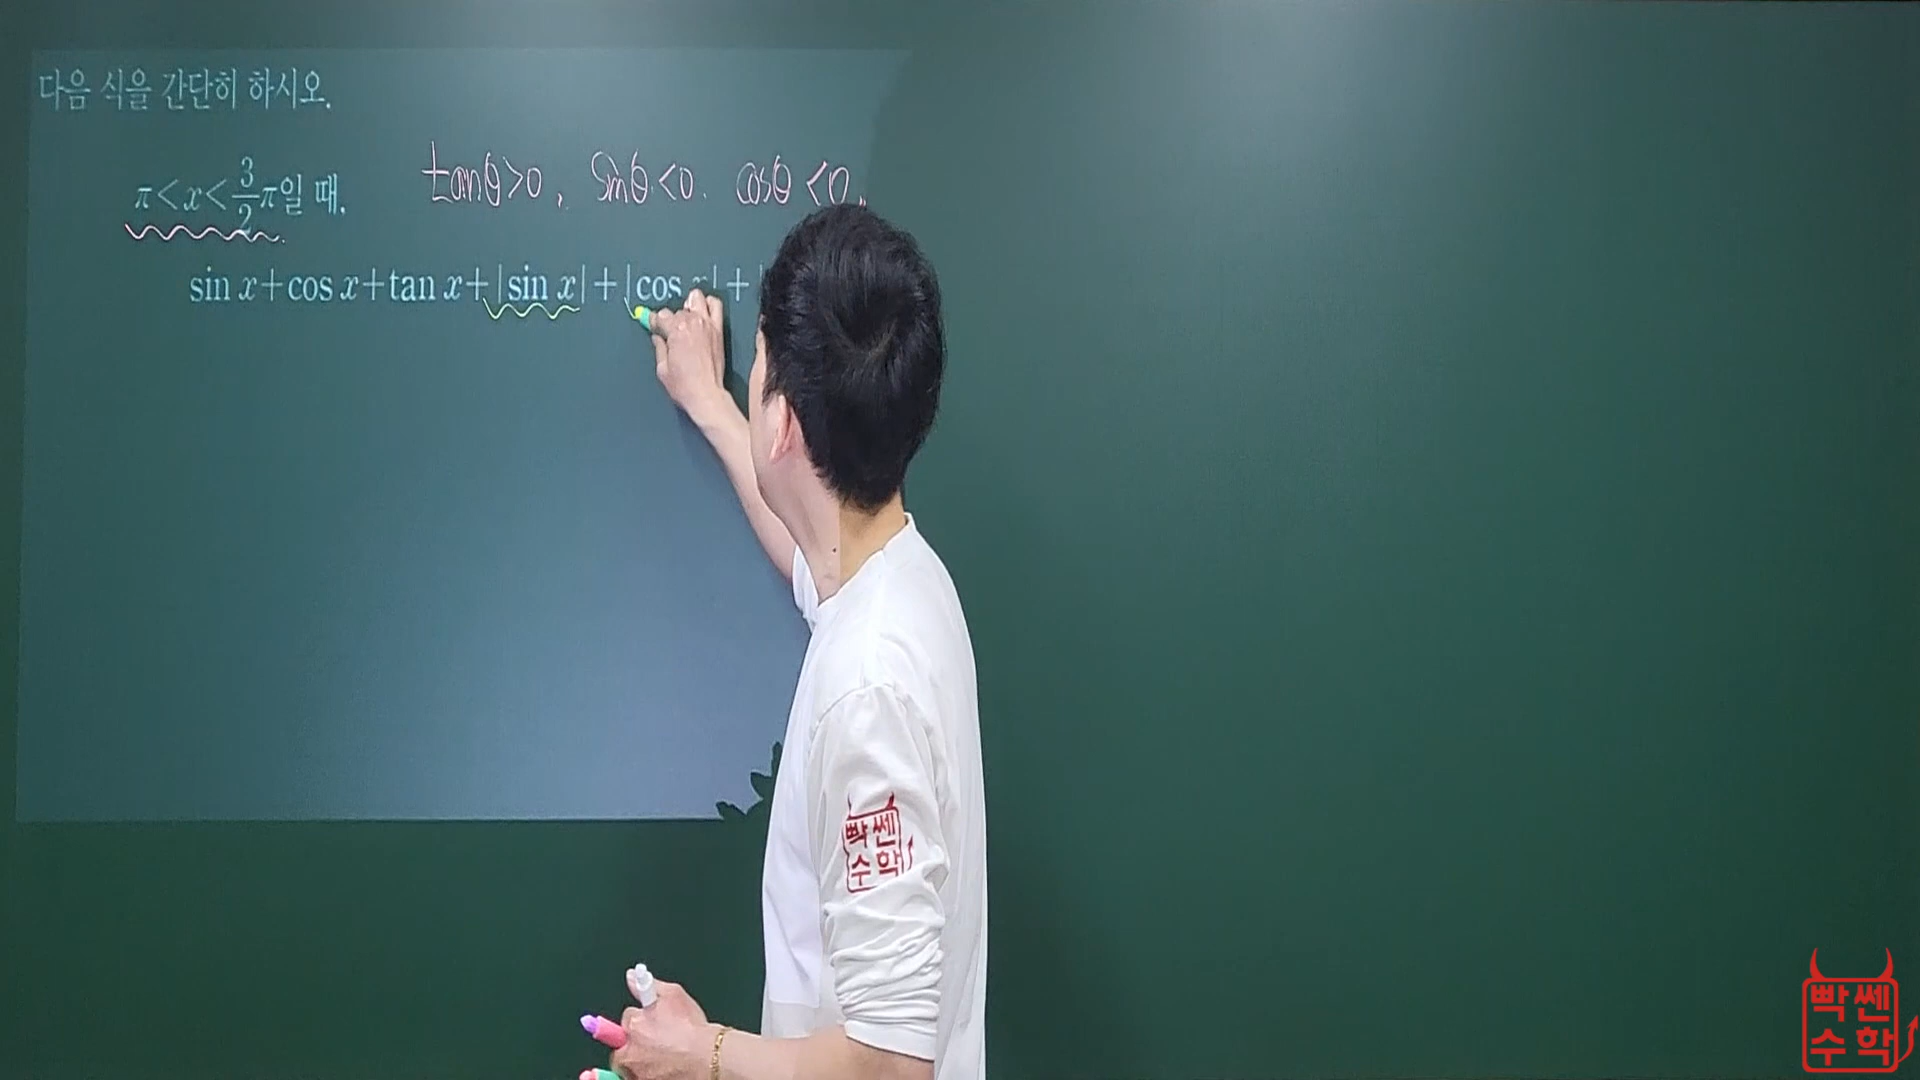 다음 식을 간단히 하시오.
π<x<3/2π일 때, tanθ>0, sinθ<0. cosθ<0,
sin x+cos x+tan x+|sin x|+|cos x|+|
빡쎈
수학
빡쎈
수학